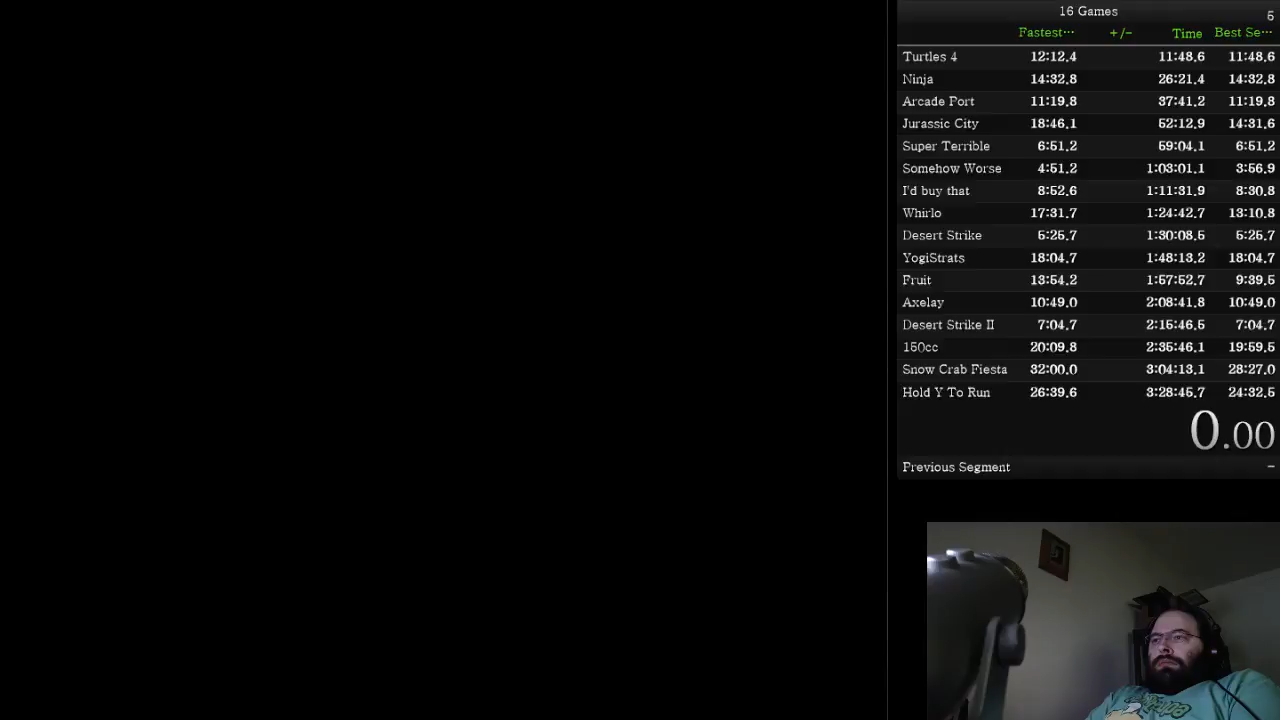 16 Games
5
Fastest… +/- Time Best Se…
Turtles 4 12:12.4 11:48.6 11:48.6
Ninja 14:32.8 26:21.4 14:32.8
Arcade Port 11:19.8 37:41.2 11:19.8
Jurassic City 18:46.1 52:12.9 14:31.6
Super Terrible 6:51.2 59:04.1 6:51.2
Somehow Worse 4:51.2 1:03:01.1 3:56.9
I'd buy that 8:52.6 1:11:31.9 8:30.8
Whirlo 17:31.7 1:24:42.7 13:10.8
Desert Strike 5:25.7 1:30:08.5 5:25.7
YogiStrats 18:04.7 1:48:13.2 18:04.7
Fruit 13:54.2 1:57:52.7 9:39.5
Axelay 10:49.0 2:08:41.8 10:49.0
Desert Strike II 7:04.7 2:15:46.5 7:04.7
150cc 20:09.8 2:35:46.1 19:59.5
Snow Crab Fiesta 32:00.0 3:04:13.1 28:27.0
Hold Y To Run 26:39.6 3:28:45.7 24:32.5
0.00
Previous Segment -